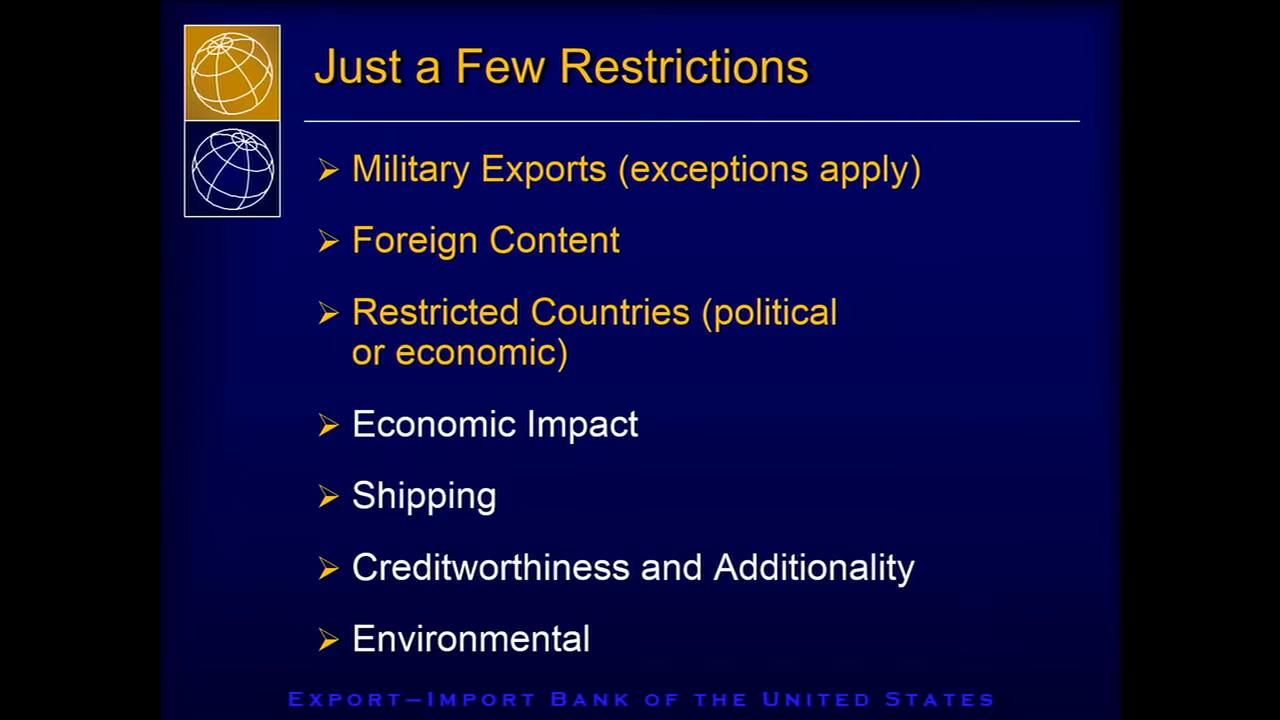 Just a Few Restrictions
➢ Military Exports (exceptions apply)
➢ Foreign Content
➢ Restricted Countries (political
or economic)
➢ Economic Impact
➢ Shipping
➢ Creditworthiness and Additionality
➢ Environmental
Export–Import Bank of the United States